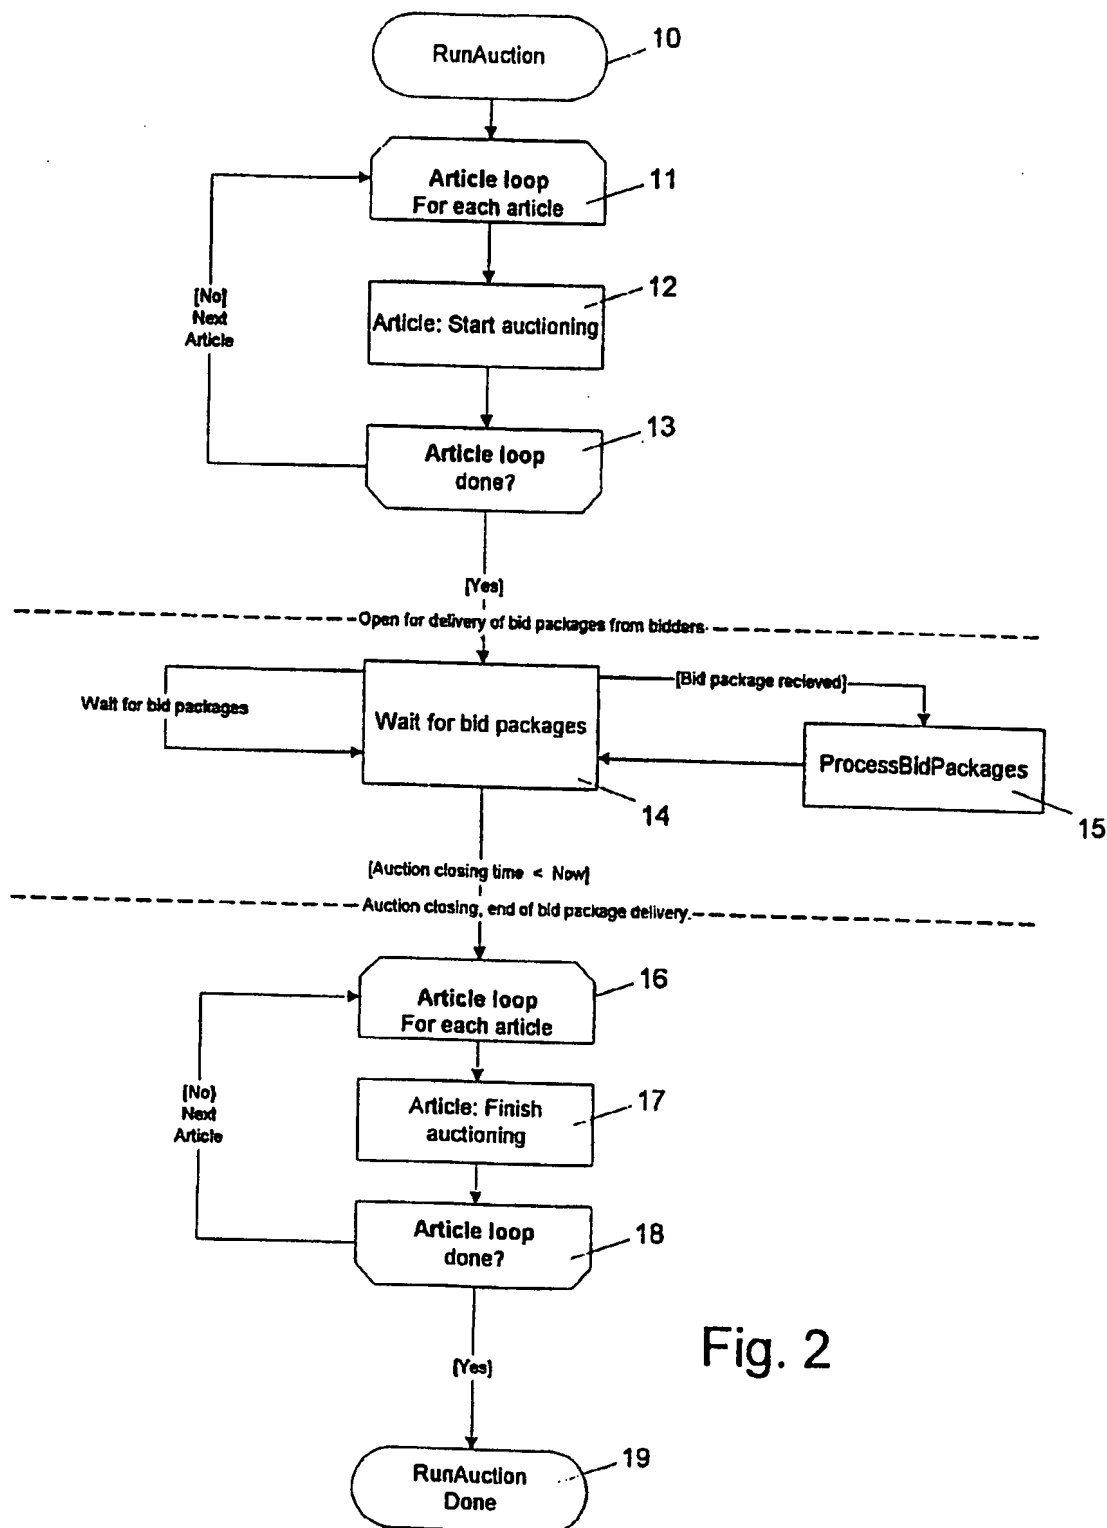 RunAuction
10
Article loop
For each article
11
12
Article: Start auctioning
[No]
Next
Article
13
Article loop
done?
[Yes]
Open for delivery of bid packages from bidders
[Bid package recieved]
Wait for bid packages
Wait for bid packages
ProcessBidPackages
14
15
[Auction closing time < Now]
Auction closing, end of bid package delivery.
16
Article loop
For each article
17
Article: Finish
auctioning
[No]
Next
Article
18
Article loop
done?
Fig. 2
[Yes]
19
RunAuction
Done